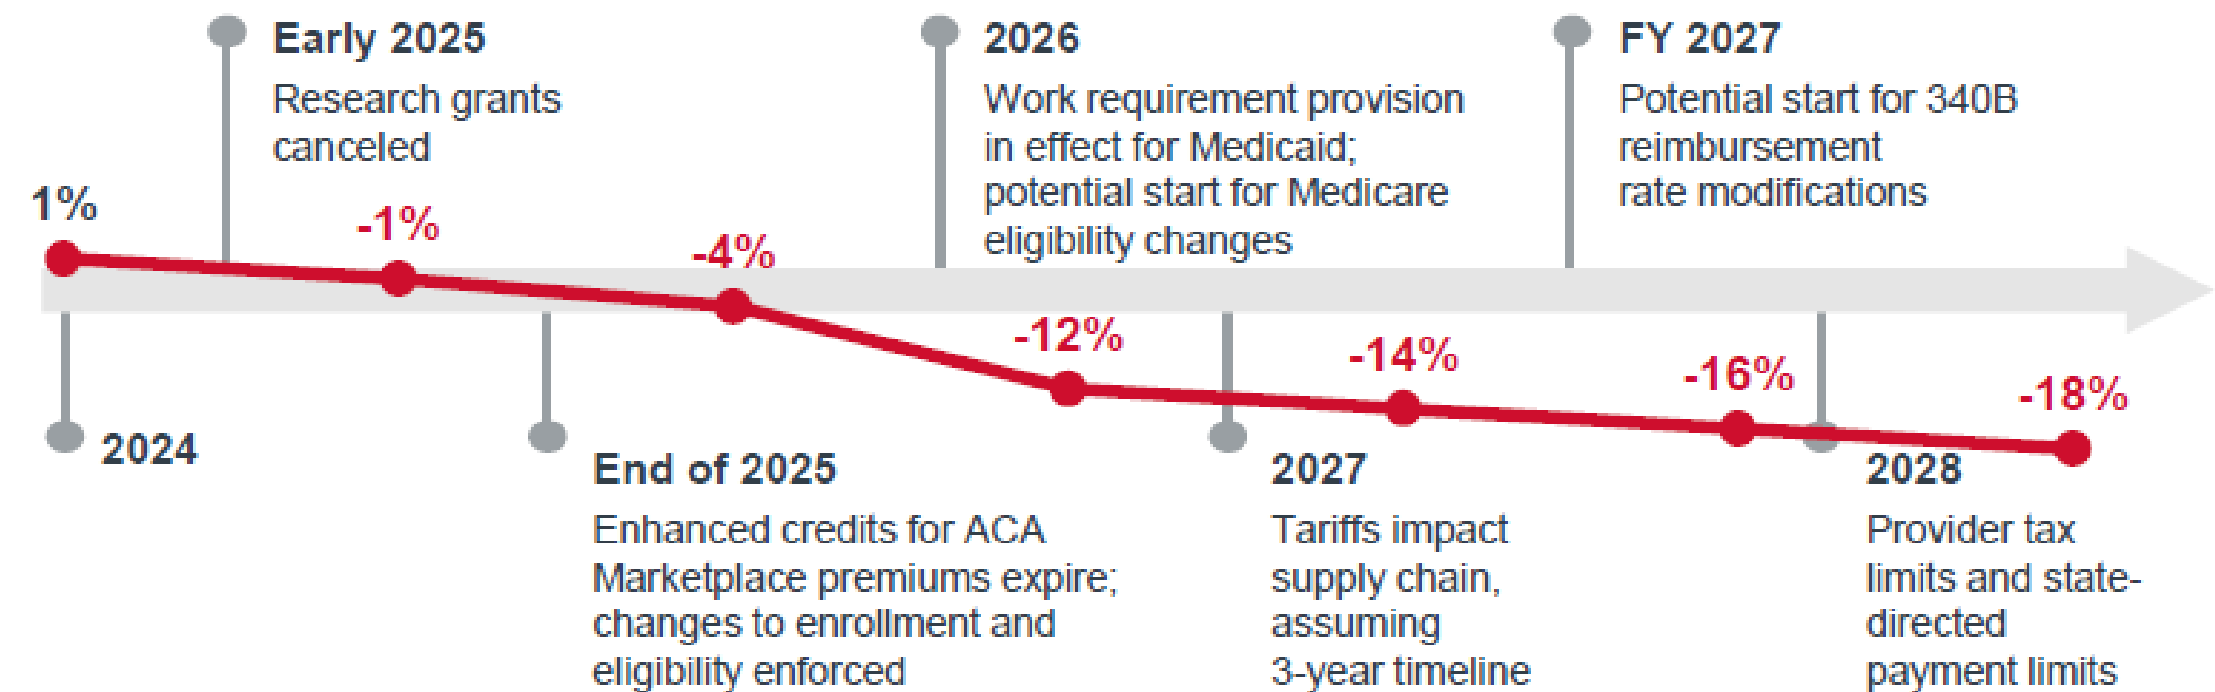 Early 2025
Research grants
canceled
2026
Work requirement provision
in effect for Medicaid;
potential start for Medicare
eligibility changes
FY 2027
Potential start for 340B
reimbursement
rate modifications
1%
-1%
-4%
-12%
-14%
-16%
-18%
2024
End of 2025
Enhanced credits for ACA
Marketplace premiums expire;
changes to enrollment and
eligibility enforced
2027
Tariffs impact
supply chain,
assuming
3-year timeline
2028
Provider tax
limits and state-
directed
payment limits